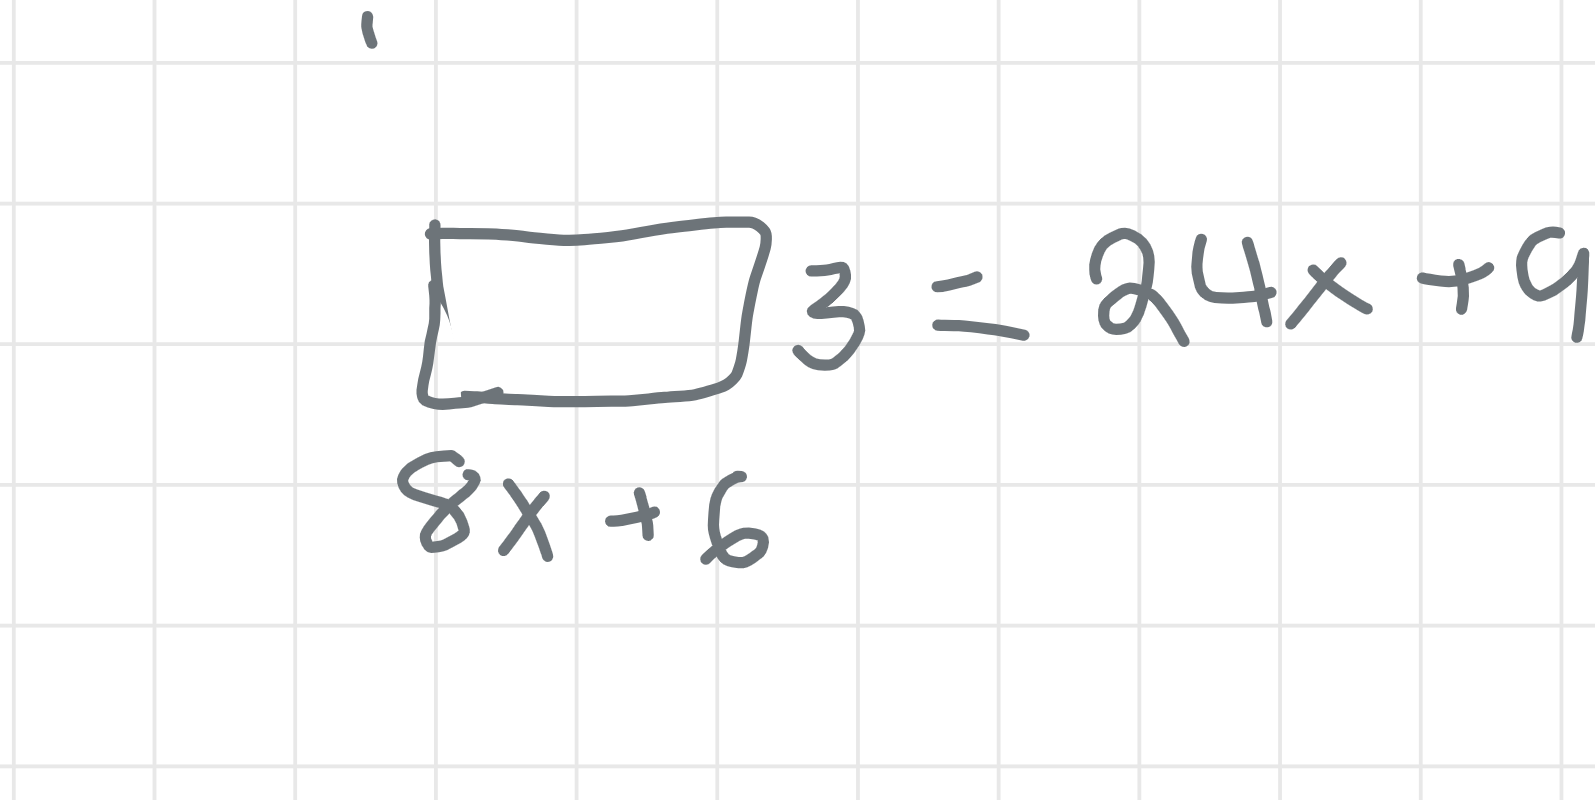 3 = 24x + 9
8x + 6